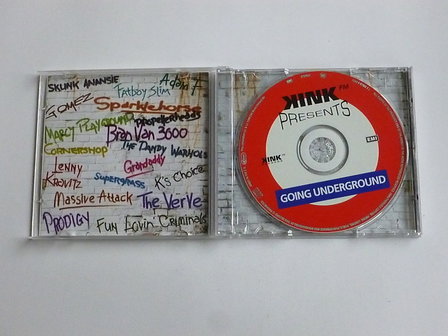 SKUNK ANANSIE
Adam F
Fatboy Slim
GOMEZ
Sparklehorse
MARCY PLAYGROUND
propellerheads
Bran Van 3000
CORNERSHOP
THE DANDY WARHOLS
Grandaddy
LENNY KRAVITZ
SUPERGRASS
K's Choice
Massive Attack
The Verve
PRODIGY
FUN Lovin' Criminals
KINK FM
PRESENTS
KINK
EMI
GOING UNDERGROUND